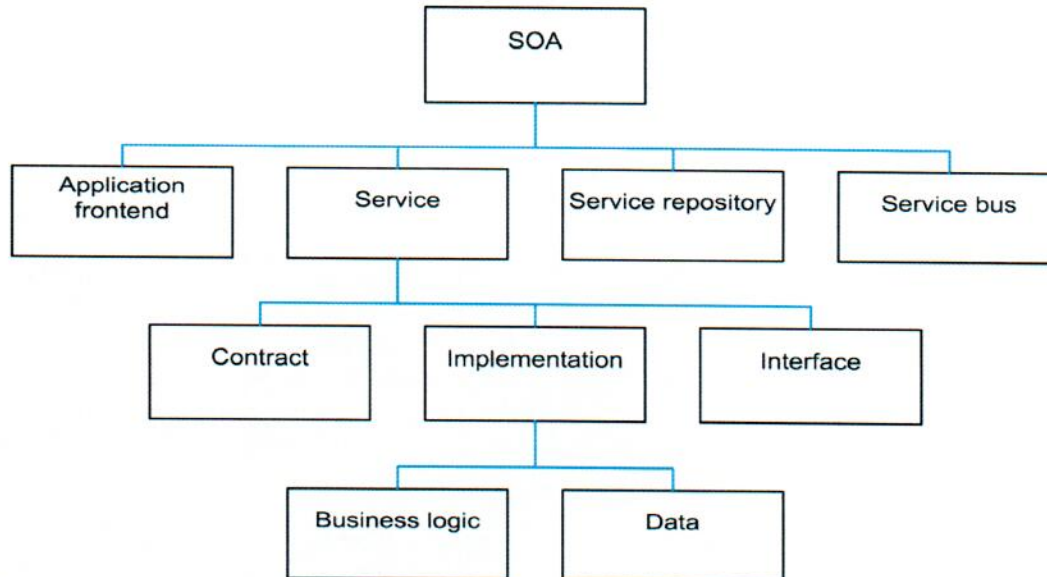 SOA
Application
frontend
Service
Service repository
Service bus
Contract
Implementation
Interface
Business logic
Data